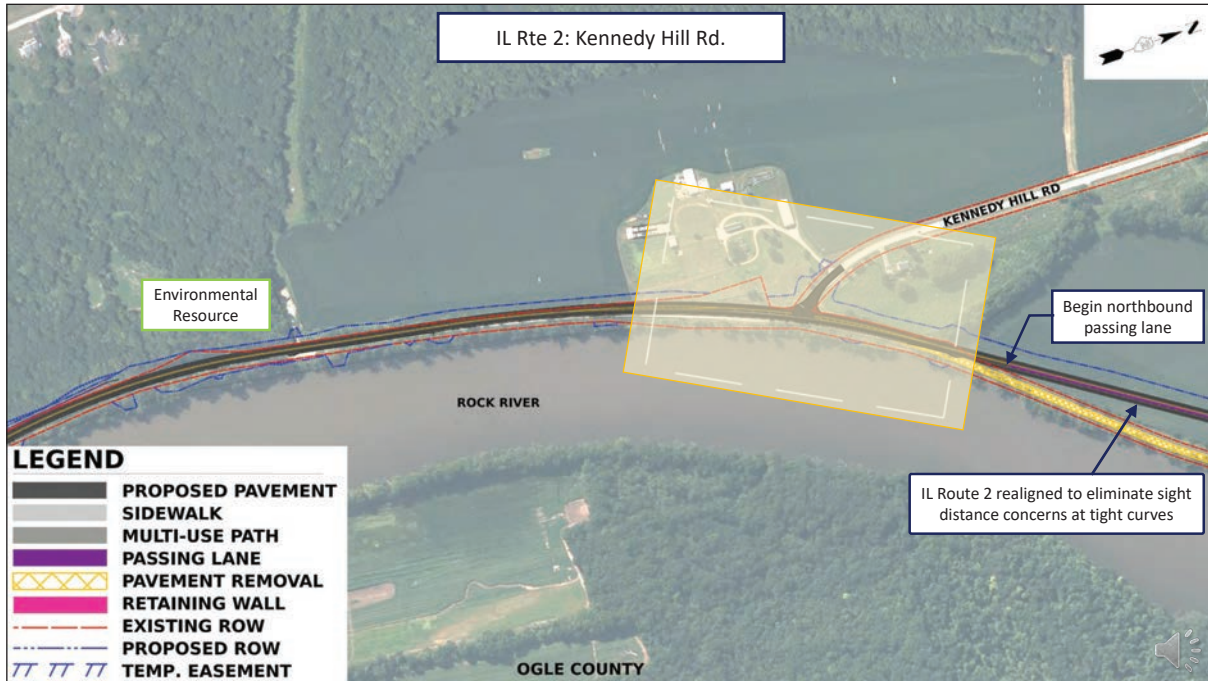 IL Rte 2: Kennedy Hill Rd.
KENNEDY HILL RD
Environmental
Resource
Begin northbound
passing lane
ROCK RIVER
IL Route 2 realigned to eliminate sight
distance concerns at tight curves
LEGEND
PROPOSED PAVEMENT
SIDEWALK
MULTI-USE PATH
PASSING LANE
PAVEMENT REMOVAL
RETAINING WALL
EXISTING ROW
PROPOSED ROW
TEMP. EASEMENT
OGLE COUNTY